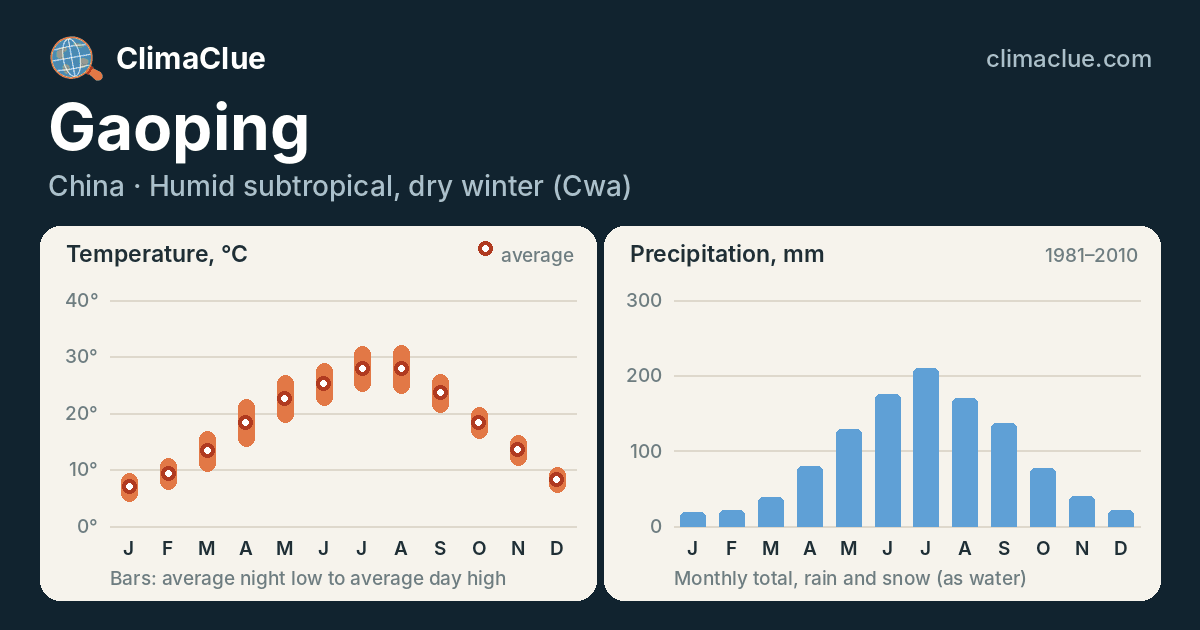 ClimaClue
climaclue.com
Gaoping
China · Humid subtropical, dry winter (Cwa)
Temperature, °C
average
40°
30°
20°
10°
0°
J F M A M J J A S O N D
Bars: average night low to average day high
Precipitation, mm
1981–2010
300
200
100
0
J F M A M J J A S O N D
Monthly total, rain and snow (as water)